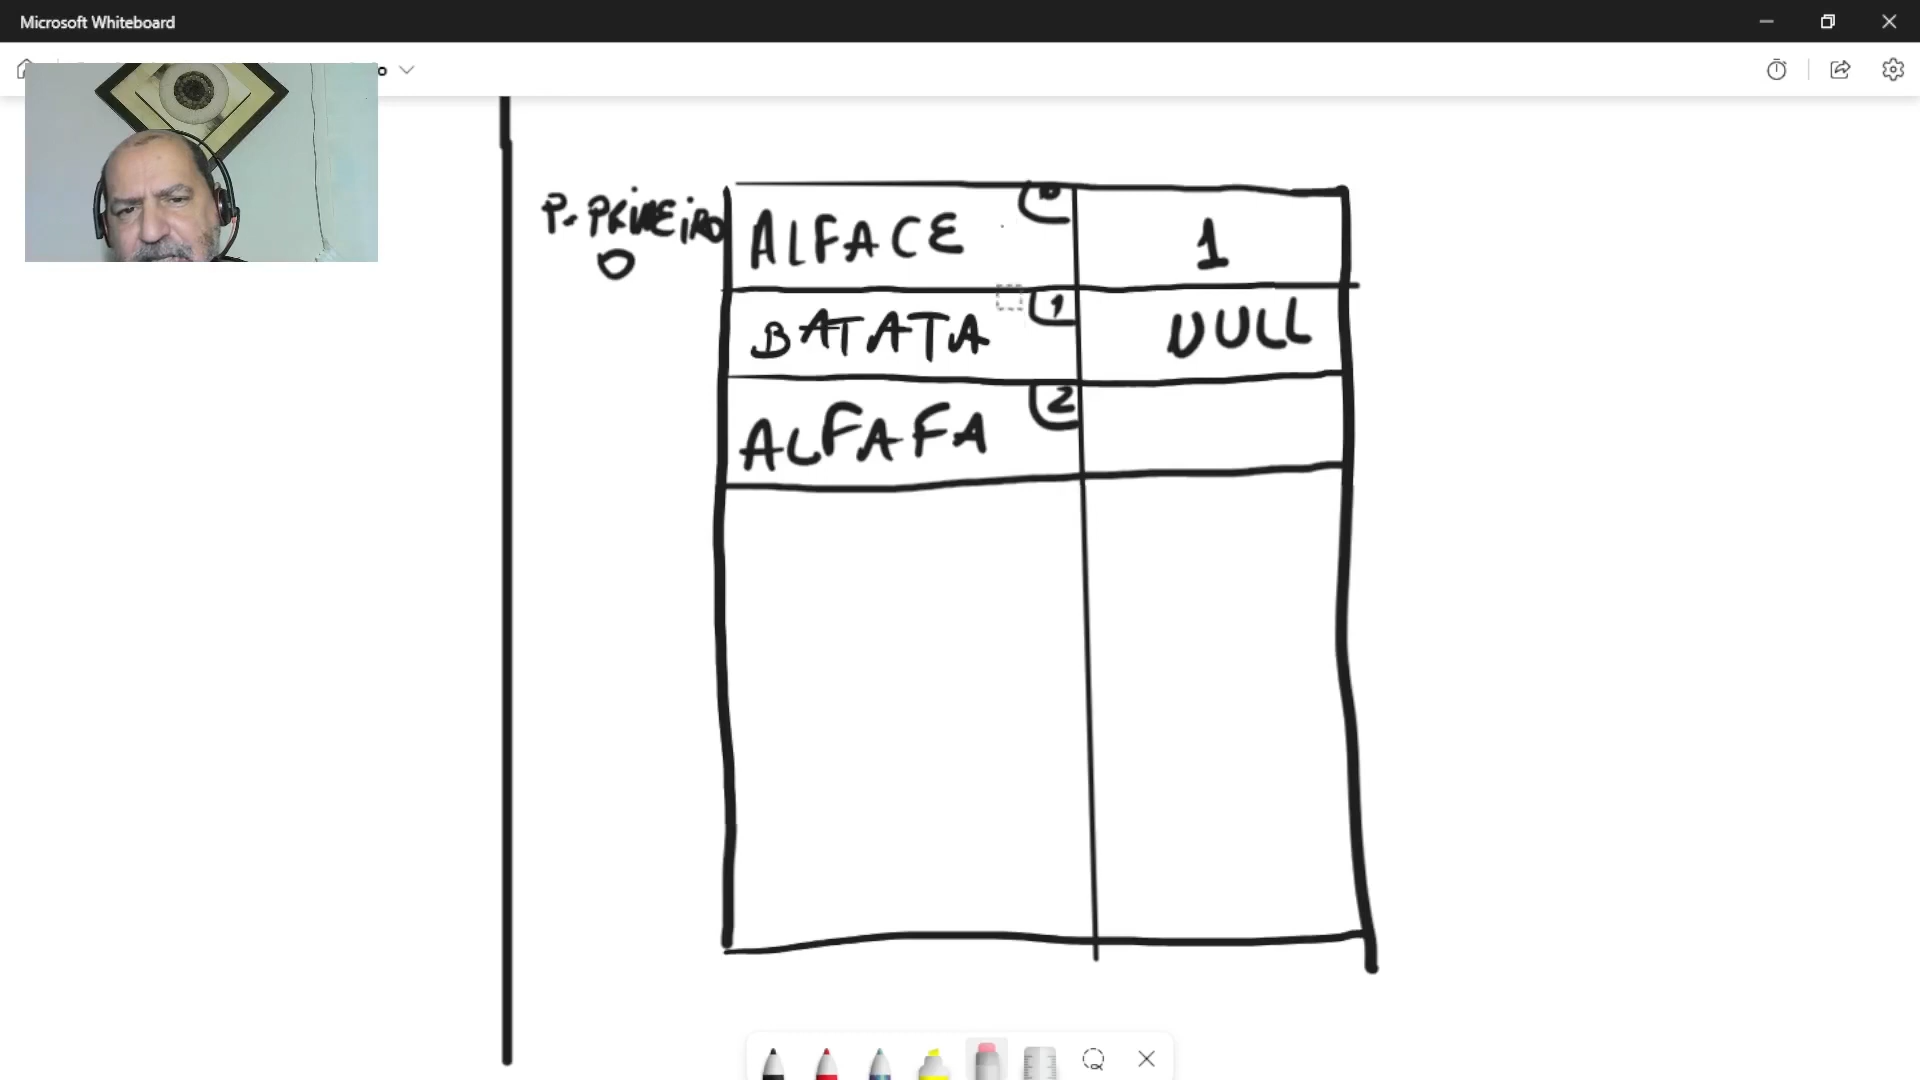 Microsoft Whiteboard
o
P-PRIMEIRO
0
ALFACE 0 1
BATATA 1 NULL
ALFAFA 2